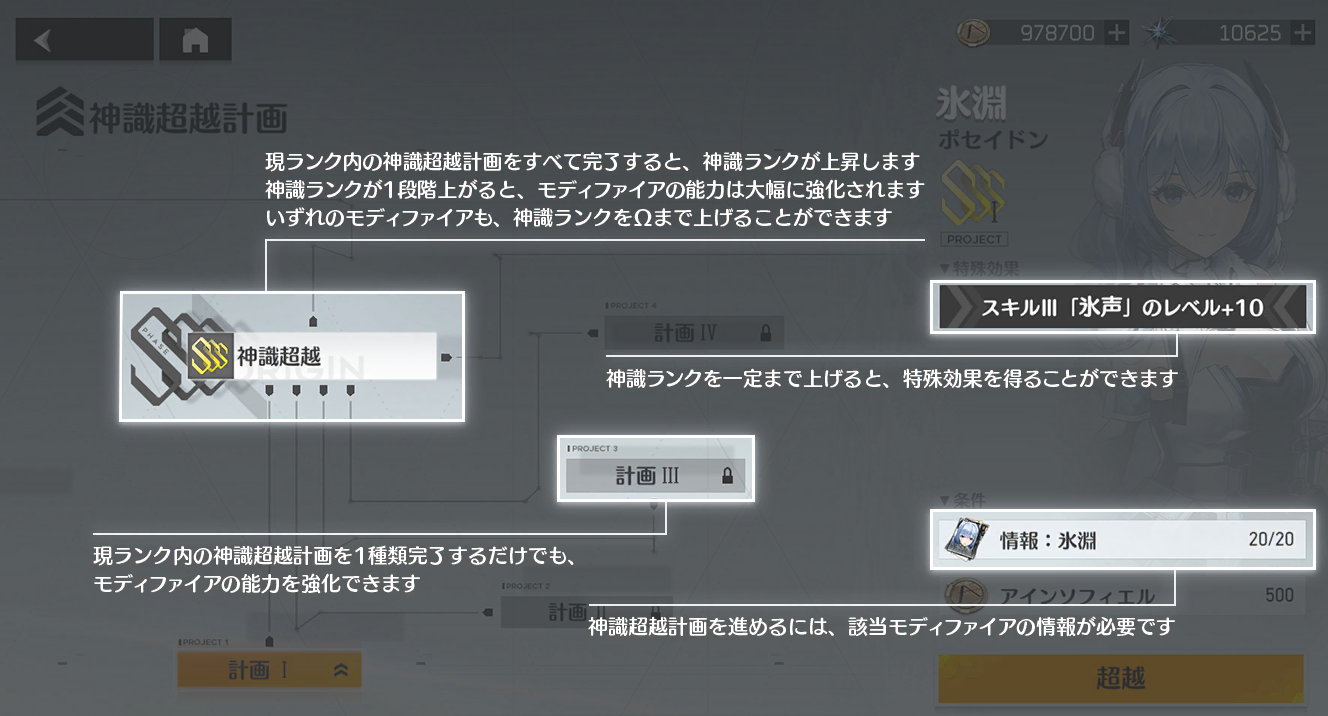 978700
10625
神識超越計画
氷淵
ポセイドン
I
PROJECT
現ランク内の神識超越計画をすべて完了すると、神識ランクが上昇します
神識ランクが1段階上がると、モディファイアの能力は大幅に強化されます
いずれのモディファイアも、神識ランクをΩまで上げることができます
▼特殊効果
スキルIII「氷声」のレベル+10
PROJECT 4
計画 IV
PHASE
神識超越
ORIGIN
神識ランクを一定まで上げると、特殊効果を得ることができます
PROJECT 3
計画 III
▼条件
情報：氷淵
20/20
現ランク内の神識超越計画を1種類完了するだけでも、
モディファイアの能力を強化できます
アインソフィエル
500
PROJECT 2
計画 II
神識超越計画を進めるには、該当モディファイアの情報が必要です
PROJECT 1
計画 I
超越